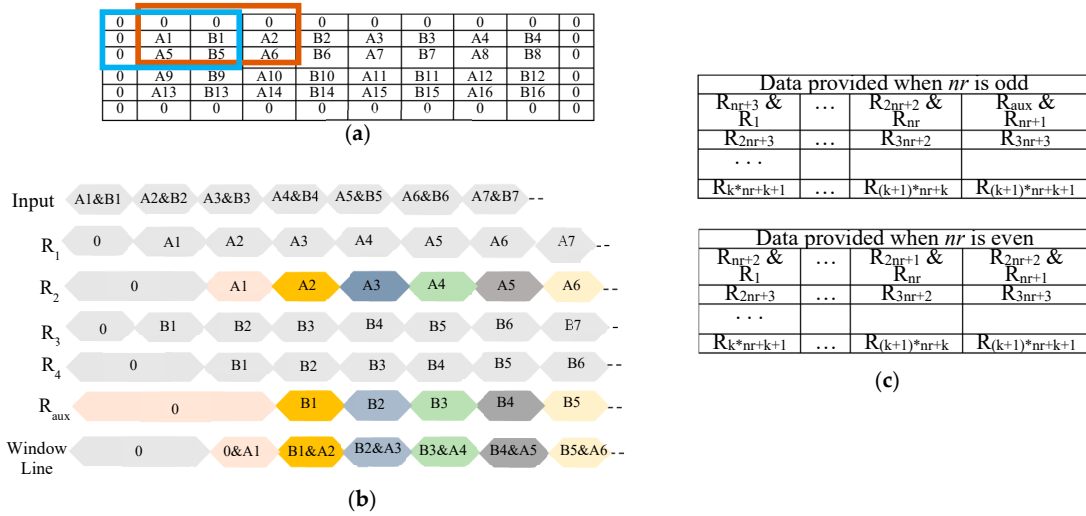 0 0 0 0 0 0 0 0 0 0
0 A1 B1 A2 B2 A3 B3 A4 B4 0
0 A5 B5 A6 B6 A7 B7 A8 B8 0
0 A9 B9 A10 B10 A11 B11 A12 B12 0
0 A13 B13 A14 B14 A15 B15 A16 B16 0
0 0 0 0 0 0 0 0 0 0
(a)
Input A1&B1 A2&B2 A3&B3 A4&B4 A5&B5 A6&B6 A7&B7
R1 0 A1 A2 A3 A4 A5 A6 A7
R2 0 A1 A2 A3 A4 A5 A6
R3 0 B1 B2 B3 B4 B5 B6 B7
R4 0 B1 B2 B3 B4 B5 B6
Raux 0 B1 B2 B3 B4 B5
Window
Line 0 0&A1 B1&A2 B2&A3 B3&A4 B4&A5 B5&A6
(b)
Data provided when nr is odd
Rnr+3 & … R2nr+2 & Raux &
R1 Rnr Rnr+1
R2nr+3 … R3nr+2 R3nr+3
. . .
Rk*nr+k+1 … R(k+1)*nr+k R(k+1)*nr+k+1
Data provided when nr is even
Rnr+2 & … R2nr+1 & R2nr+2 &
R1 Rnr Rnr+1
R2nr+3 … R3nr+2 R3nr+3
. . .
Rk*nr+k+1 … R(k+1)*nr+k R(k+1)*nr+k+1
(c)